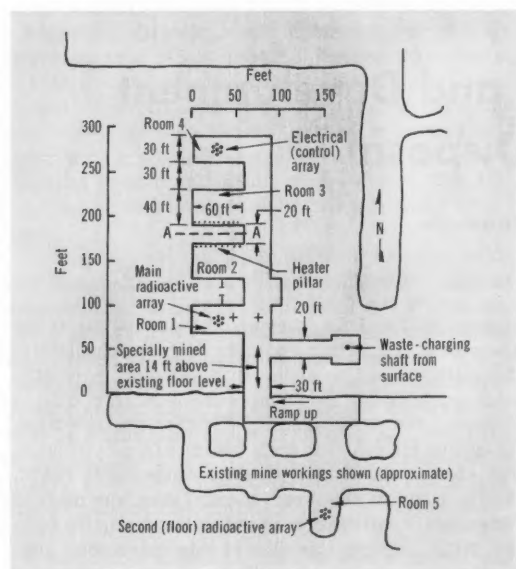 Feet
0 50 100 150
300
Room 4
30 ft
Electrical
(control)
array
250
30 ft
Room 3
200
40 ft
60 ft
20 ft
A
A
N
Feet
150
Room 2
Heater
pillar
Main
radioactive
array
100
20 ft
Room 1
Waste-charging
shaft from
surface
50
Specially mined
area 14 ft above
existing floor level
30 ft
0
Ramp up
Existing mine workings shown (approximate)
Room 5
Second (floor) radioactive array